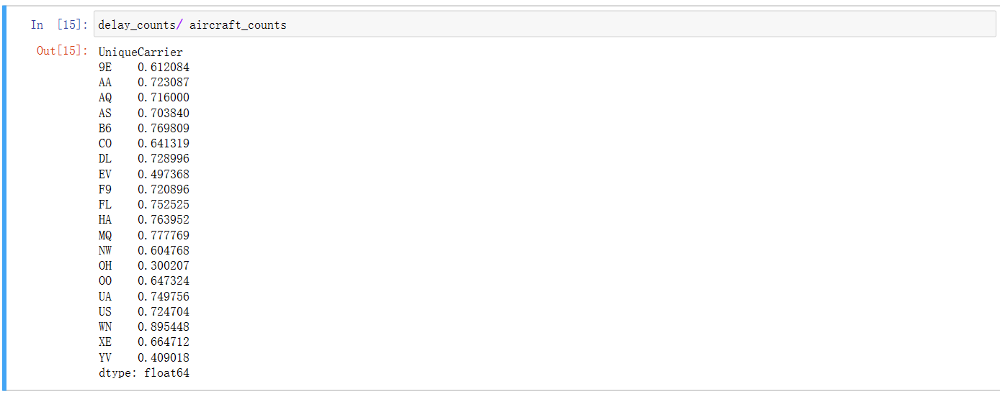 In [15]: delay_counts/ aircraft_counts
Out[15]: UniqueCarrier
9E 0.612084
AA 0.723087
AQ 0.716000
AS 0.703840
B6 0.769809
CO 0.641319
DL 0.728996
EV 0.497368
F9 0.720896
FL 0.752525
HA 0.763952
MQ 0.777769
NW 0.604768
OH 0.300207
OO 0.647324
UA 0.749756
US 0.724704
WN 0.895448
XE 0.664712
YV 0.409018
dtype: float64